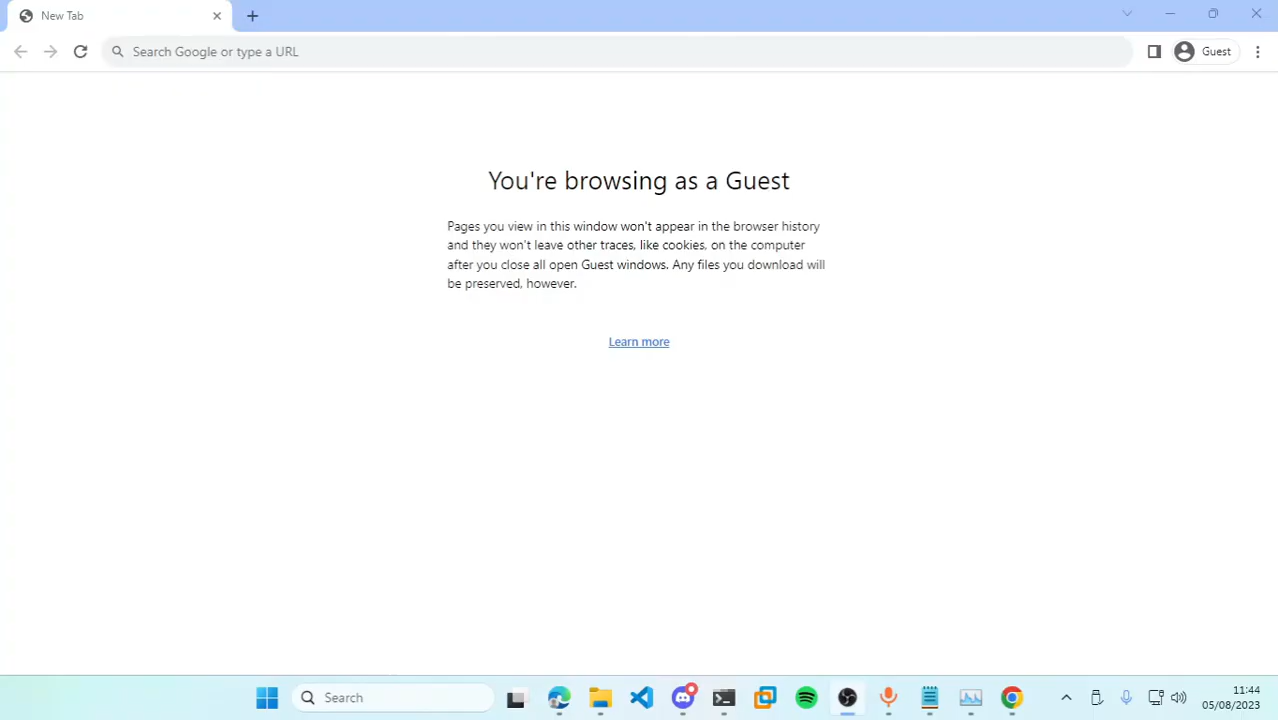 New Tab
Search Google or type a URL
Guest
You're browsing as a Guest
Pages you view in this window won't appear in the browser history
and they won't leave other traces, like cookies, on the computer
after you close all open Guest windows. Any files you download will
be preserved, however.
Learn more
Search
11:44
05/08/2023